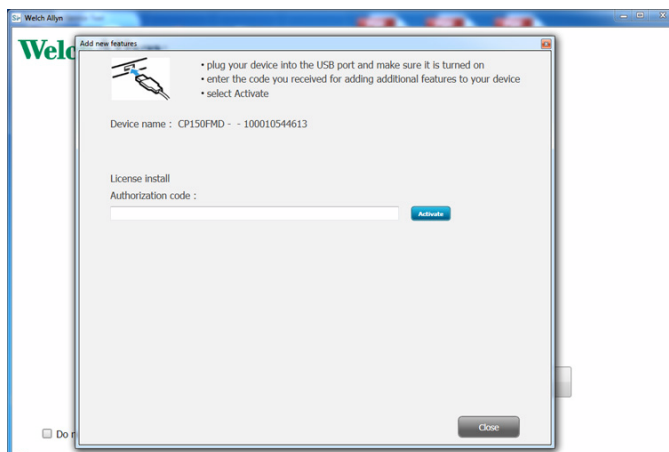 Welch Allyn
Welc
Add new features
• plug your device into the USB port and make sure it is turned on
• enter the code you received for adding additional features to your device
• select Activate
Device name : CP150FMD - - 100010544613
License install
Authorization code :
Activate
Close
Do